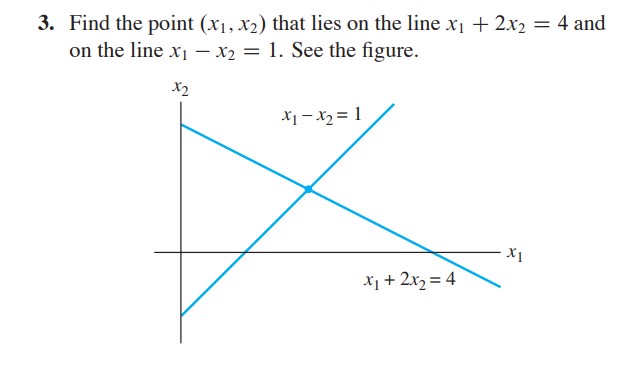 3. Find the point (x₁, x₂) that lies on the line x₁ + 2x₂ = 4 and
on the line x₁ − x₂ = 1. See the figure.
x₂
x₁ − x₂ = 1
x₁
x₁ + 2x₂ = 4